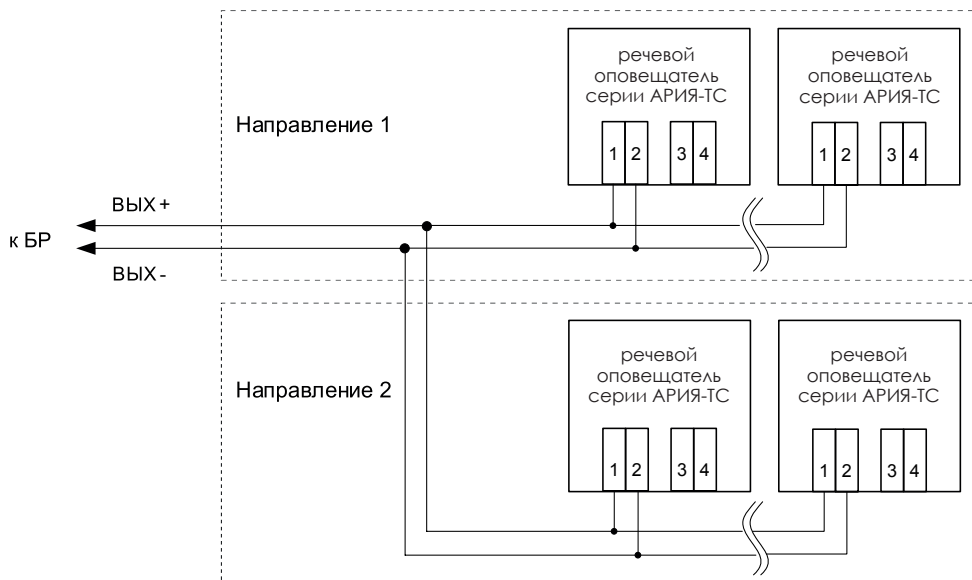 речевой
оповещатель
серии АРИЯ-ТС
1 2 3 4
речевой
оповещатель
серии АРИЯ-ТС
1 2 3 4
Направление 1
ВЫХ +
к БР
ВЫХ -
речевой
оповещатель
серии АРИЯ-ТС
1 2 3 4
речевой
оповещатель
серии АРИЯ-ТС
1 2 3 4
Направление 2